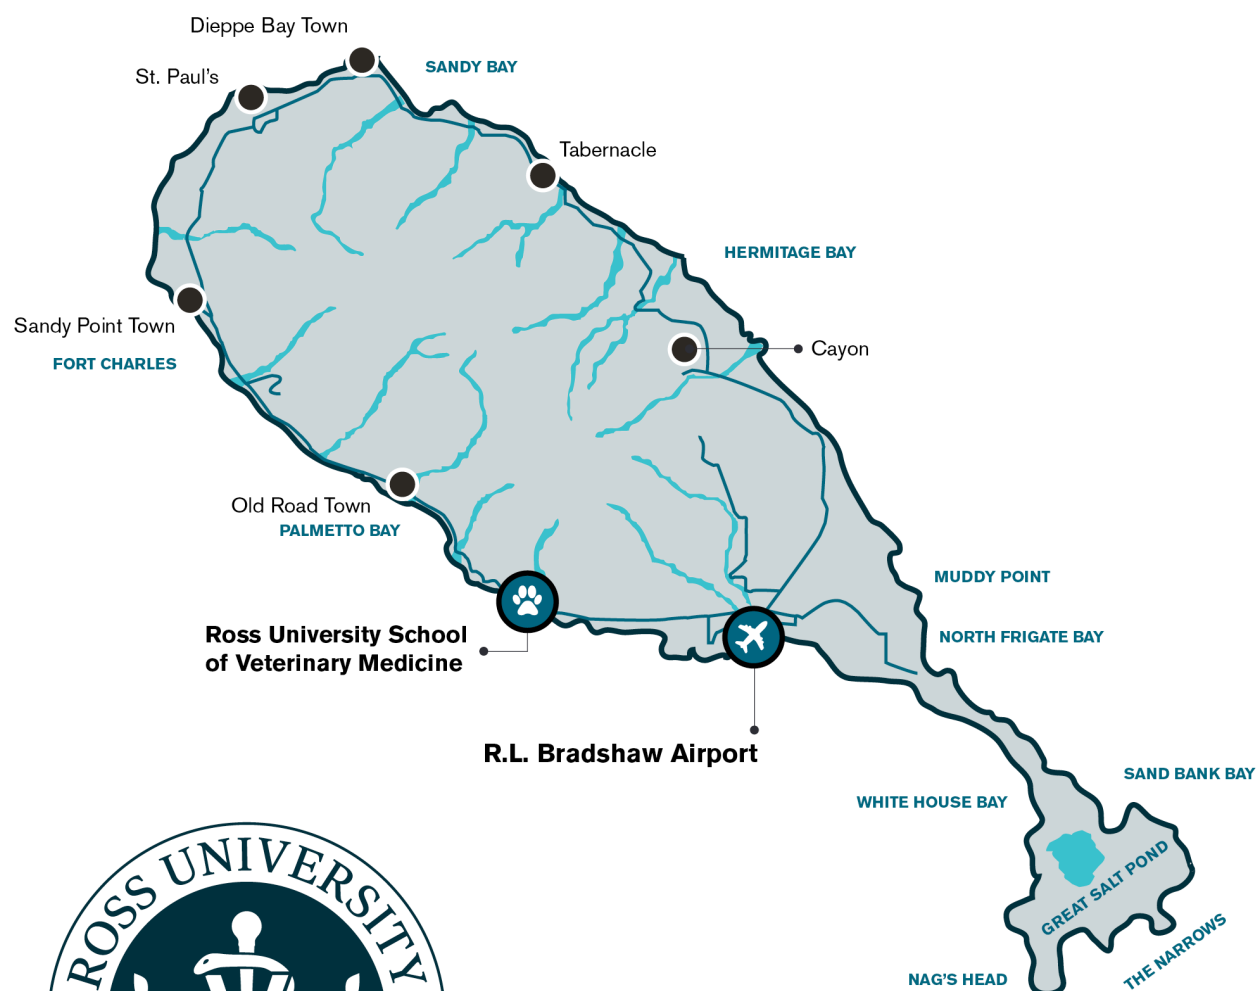 Dieppe Bay Town
SANDY BAY
St. Paul's
Tabernacle
HERMITAGE BAY
Sandy Point Town
Cayon
FORT CHARLES
Old Road Town
PALMETTO BAY
MUDDY POINT
Ross University School
of Veterinary Medicine
NORTH FRIGATE BAY
R.L. Bradshaw Airport
SAND BANK BAY
WHITE HOUSE BAY
GREAT SALT POND
THE NARROWS
NAG'S HEAD
ROSS UNIVERSITY